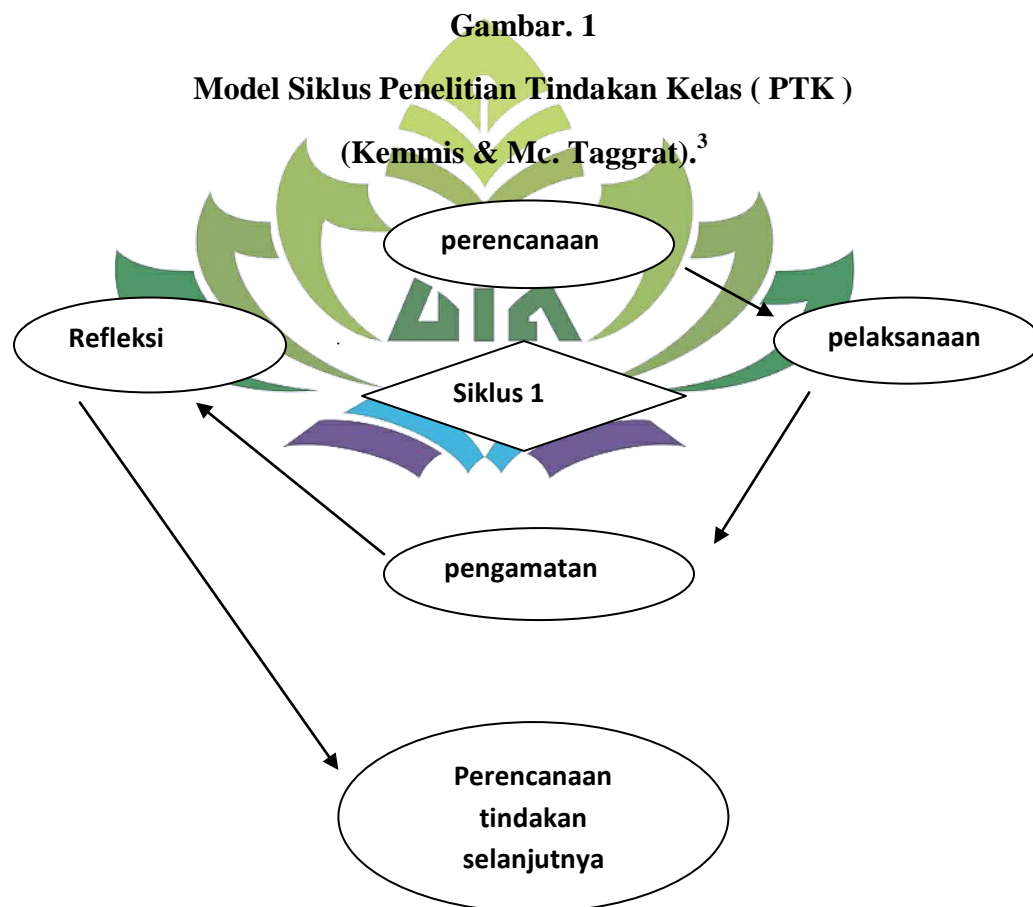 Gambar. 1
Model Siklus Penelitian Tindakan Kelas ( PTK )
(Kemmis & Mc. Taggrat).³
perencanaan
UIN
Refleksi
pelaksanaan
Siklus 1
pengamatan
Perencanaan
tindakan
selanjutnya